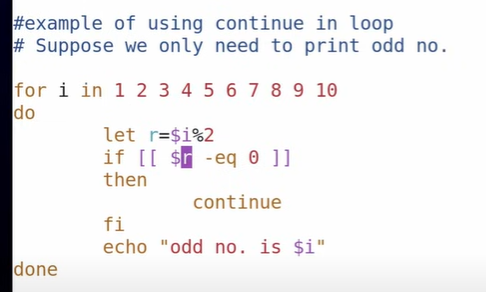 #example of using continue in loop
# Suppose we only need to print odd no.
for i in 1 2 3 4 5 6 7 8 9 10
do
let r=$i%2
if [[ $r -eq 0 ]]
then
continue
fi
echo "odd no. is $i"
done